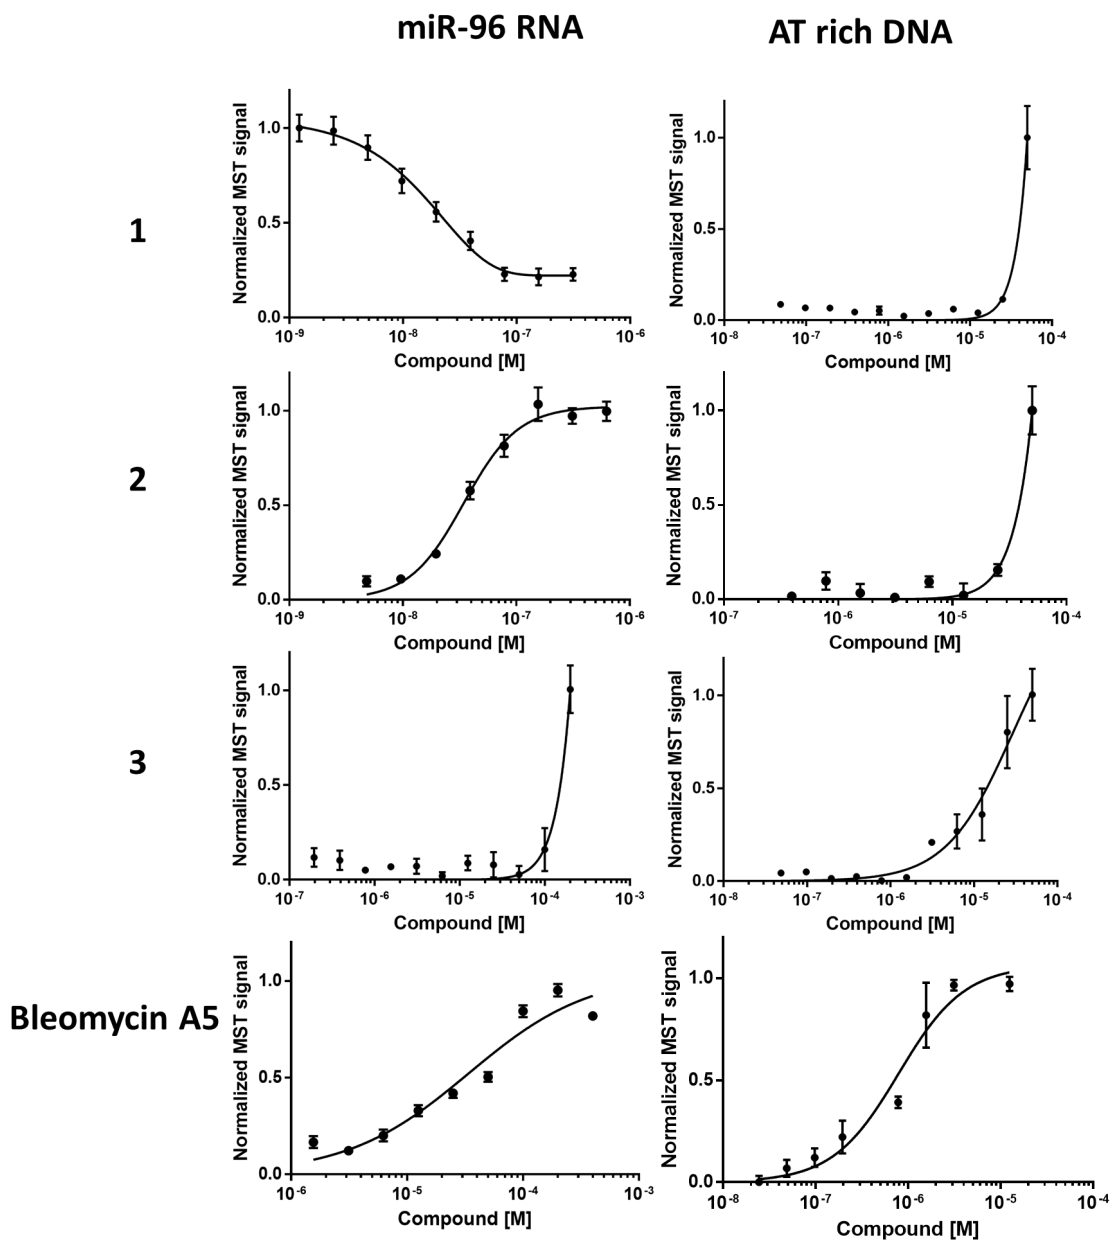 miR-96 RNA AT rich DNA
1
Normalized MST signal
1.0
0.5
0.0
10-9 10-8 10-7 10-6
Compound [M]
Normalized MST signal
1.0
0.5
0.0
10-8 10-7 10-6 10-5 10-4
Compound [M]
2
Normalized MST signal
1.0
0.5
0.0
10-9 10-8 10-7 10-6
Compound [M]
Normalized MST signal
1.0
0.5
0.0
10-7 10-6 10-5 10-4
Compound [M]
3
Normalized MST signal
1.0
0.5
0.0
10-7 10-6 10-5 10-4 10-3
Compound [M]
Normalized MST signal
1.0
0.5
0.0
10-8 10-7 10-6 10-5 10-4
Compound [M]
Bleomycin A5
Normalized MST signal
1.0
0.5
0.0
10-6 10-5 10-4 10-3
Compound [M]
Normalized MST signal
1.0
0.5
0.0
10-8 10-7 10-6 10-5 10-4
Compound [M]